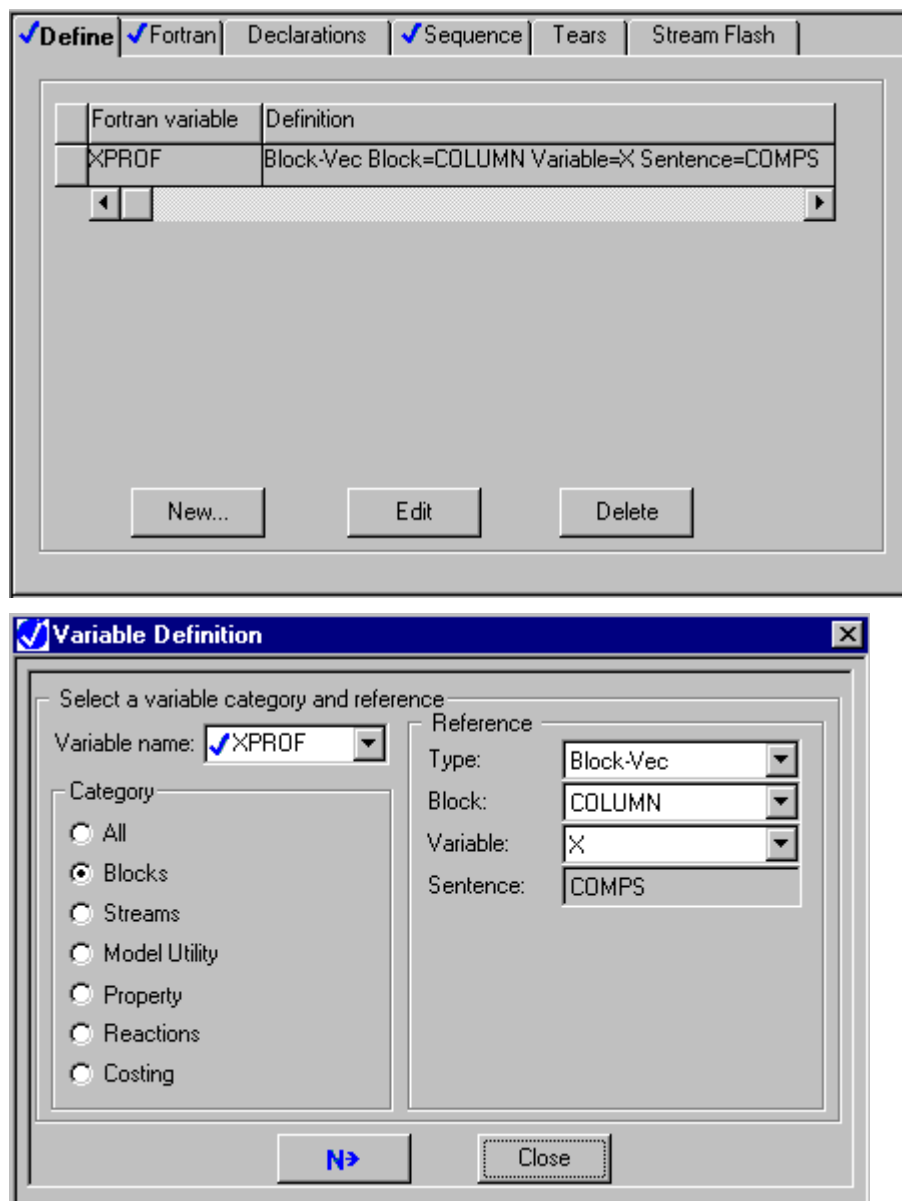 Define Fortran Declarations Sequence Tears Stream Flash
Fortran variable Definition
XPROF Block-Vec Block=COLUMN Variable=X Sentence=COMPS
New... Edit Delete
Variable Definition
Select a variable category and reference
Variable name: XPROF
Category
All
Blocks
Streams
Model Utility
Property
Reactions
Costing
Reference
Type: Block-Vec
Block: COLUMN
Variable: X
Sentence: COMPS
N Close